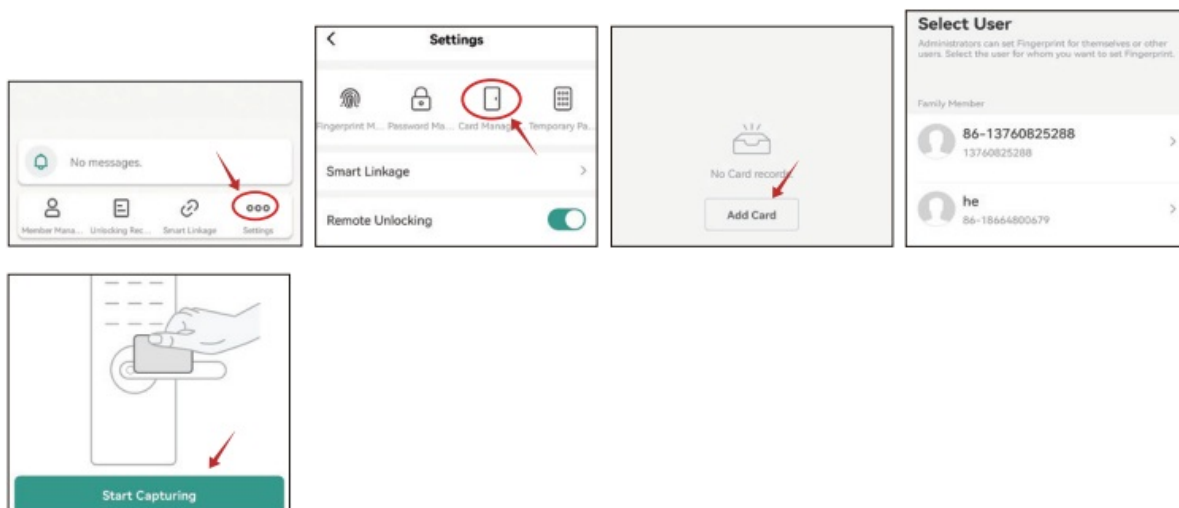 No messages.
Member Mana... Unlocking Rec... Smart Linkage Settings
Settings
Fingerprint M... Password Ma... Card Manage... Temporary Pa...
Smart Linkage
Remote Unlocking
No Card records.
Add Card
Select User
Administrators can set Fingerprint for themselves or other
users. Select the user for whom you want to set Fingerprint.
Family Member
86-13760825288
13760825288
he
86-18664800679
Start Capturing